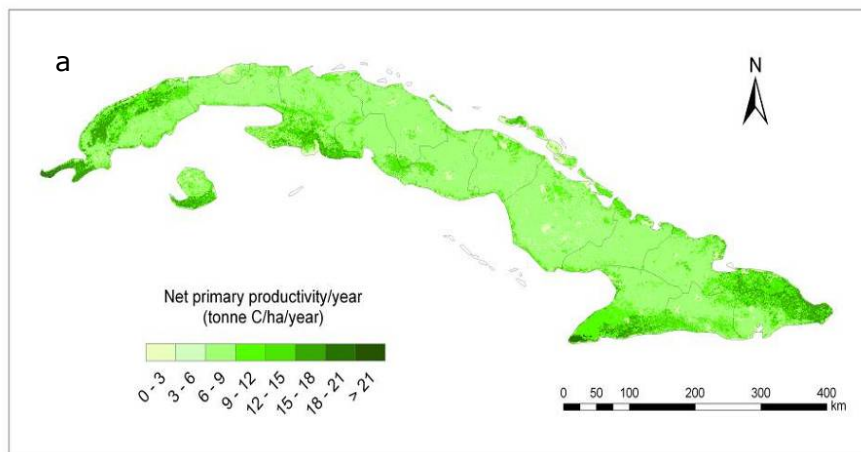 a
N
Net primary productivity/year
(tonne C/ha/year)
0 - 3
3 - 6
6 - 9
9 - 12
12 - 15
15 - 18
18 - 21
> 21
0 50 100 200 300 400
km